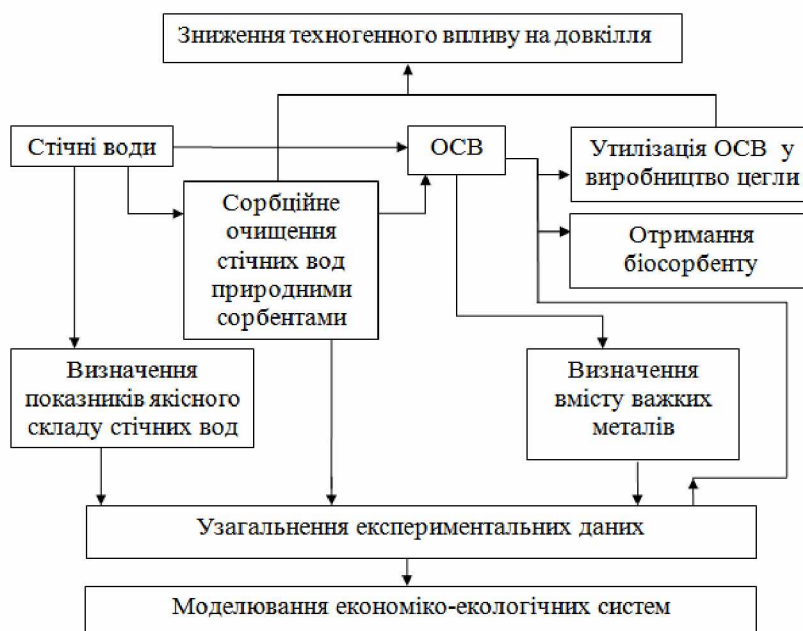 Зниження техногенного впливу на довкілля
Стічні води
ОСВ
Утилізація ОСВ у
виробництво цегли
Сорбційне
очищення
стічних вод
природними
сорбентами
Отримання
біосорбенту
Визначення
показників якісного
складу стічних вод
Визначення
вмісту важких
металів
Узагальнення експериментальних даних
Моделювання економіко-екологічних систем